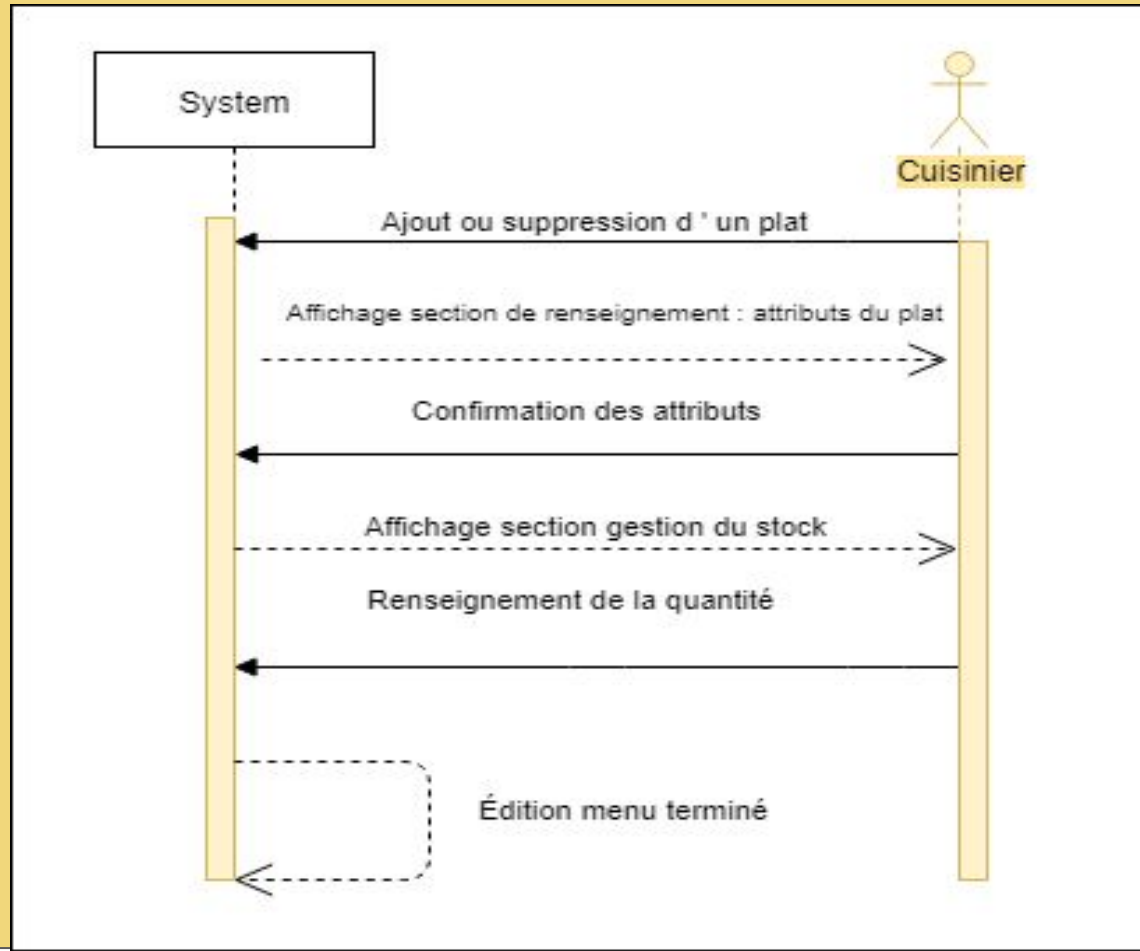 System
Cuisinier
Ajout ou suppression d ' un plat
Affichage section de renseignement : attributs du plat
Confirmation des attributs
Affichage section gestion du stock
Renseignement de la quantité
Édition menu terminé